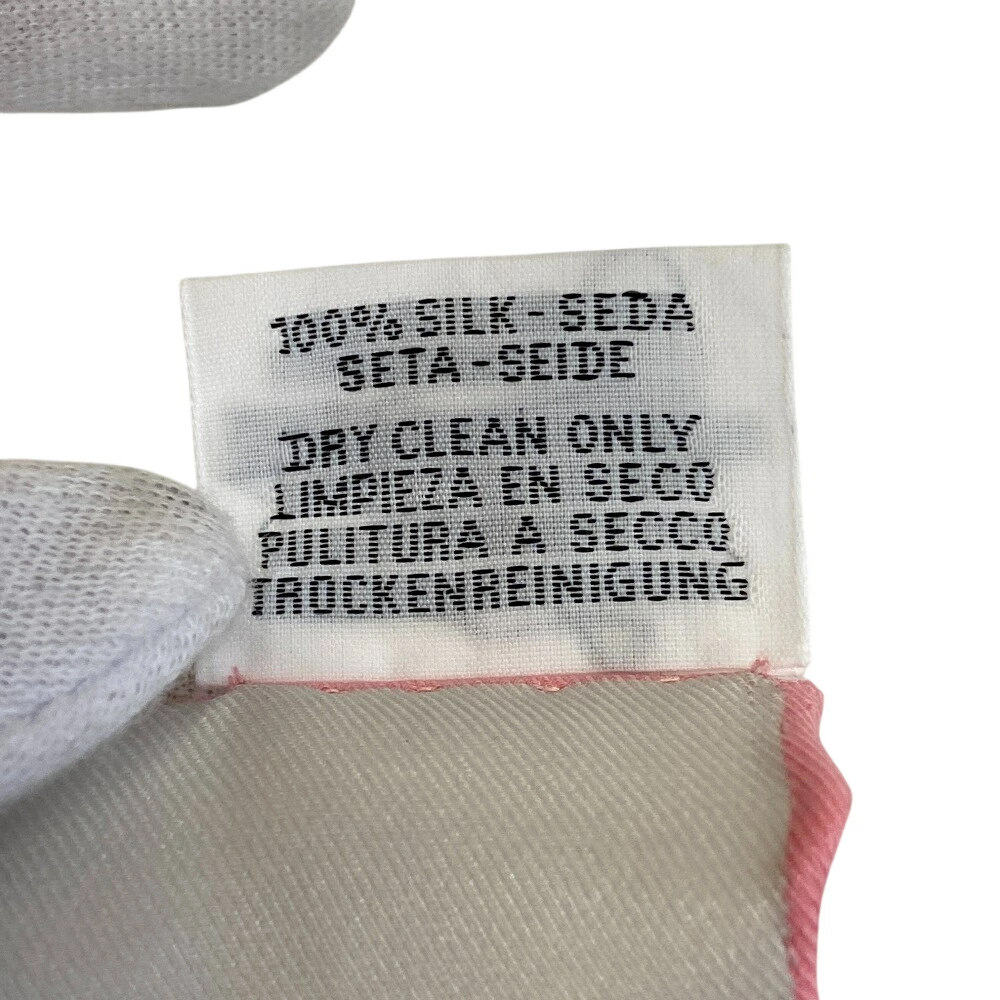 100% SILK - SEDA
SETA - SEIDE
DRY CLEAN ONLY
LIMPIEZA EN SECO
PULITURA A SECCO
TROCKENREINIGUNG